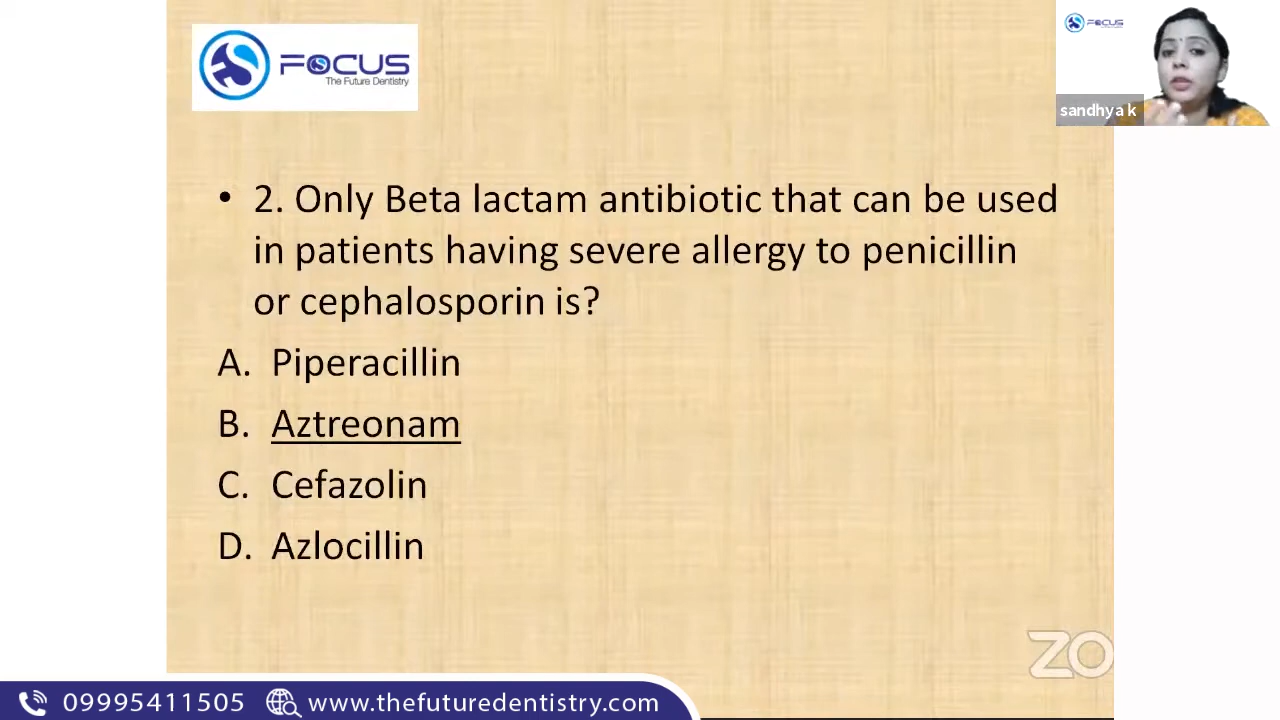 FOCUS
The Future Dentistry
FOCUS
sandhya k
• 2. Only Beta lactam antibiotic that can be used
in patients having severe allergy to penicillin
or cephalosporin is?
A. Piperacillin
B. Aztreonam
C. Cefazolin
D. Azlocillin
ZO
09995411505 www.thefuturedentistry.com